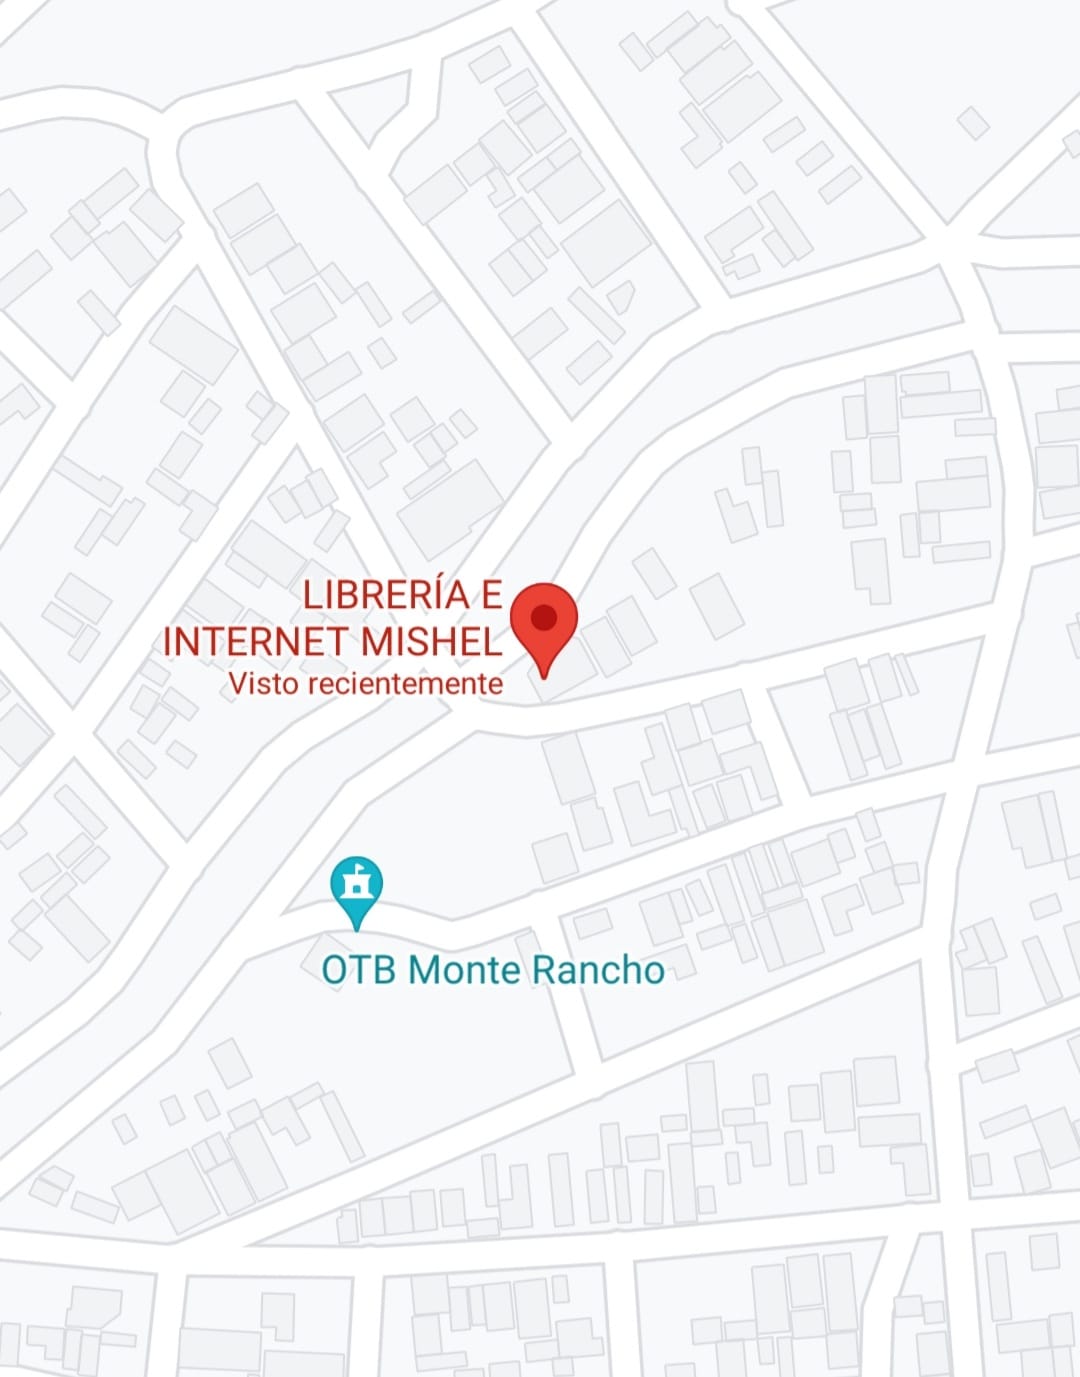 LIBRERÍA E
INTERNET MISHEL
Visto recientemente
OTB Monte Rancho